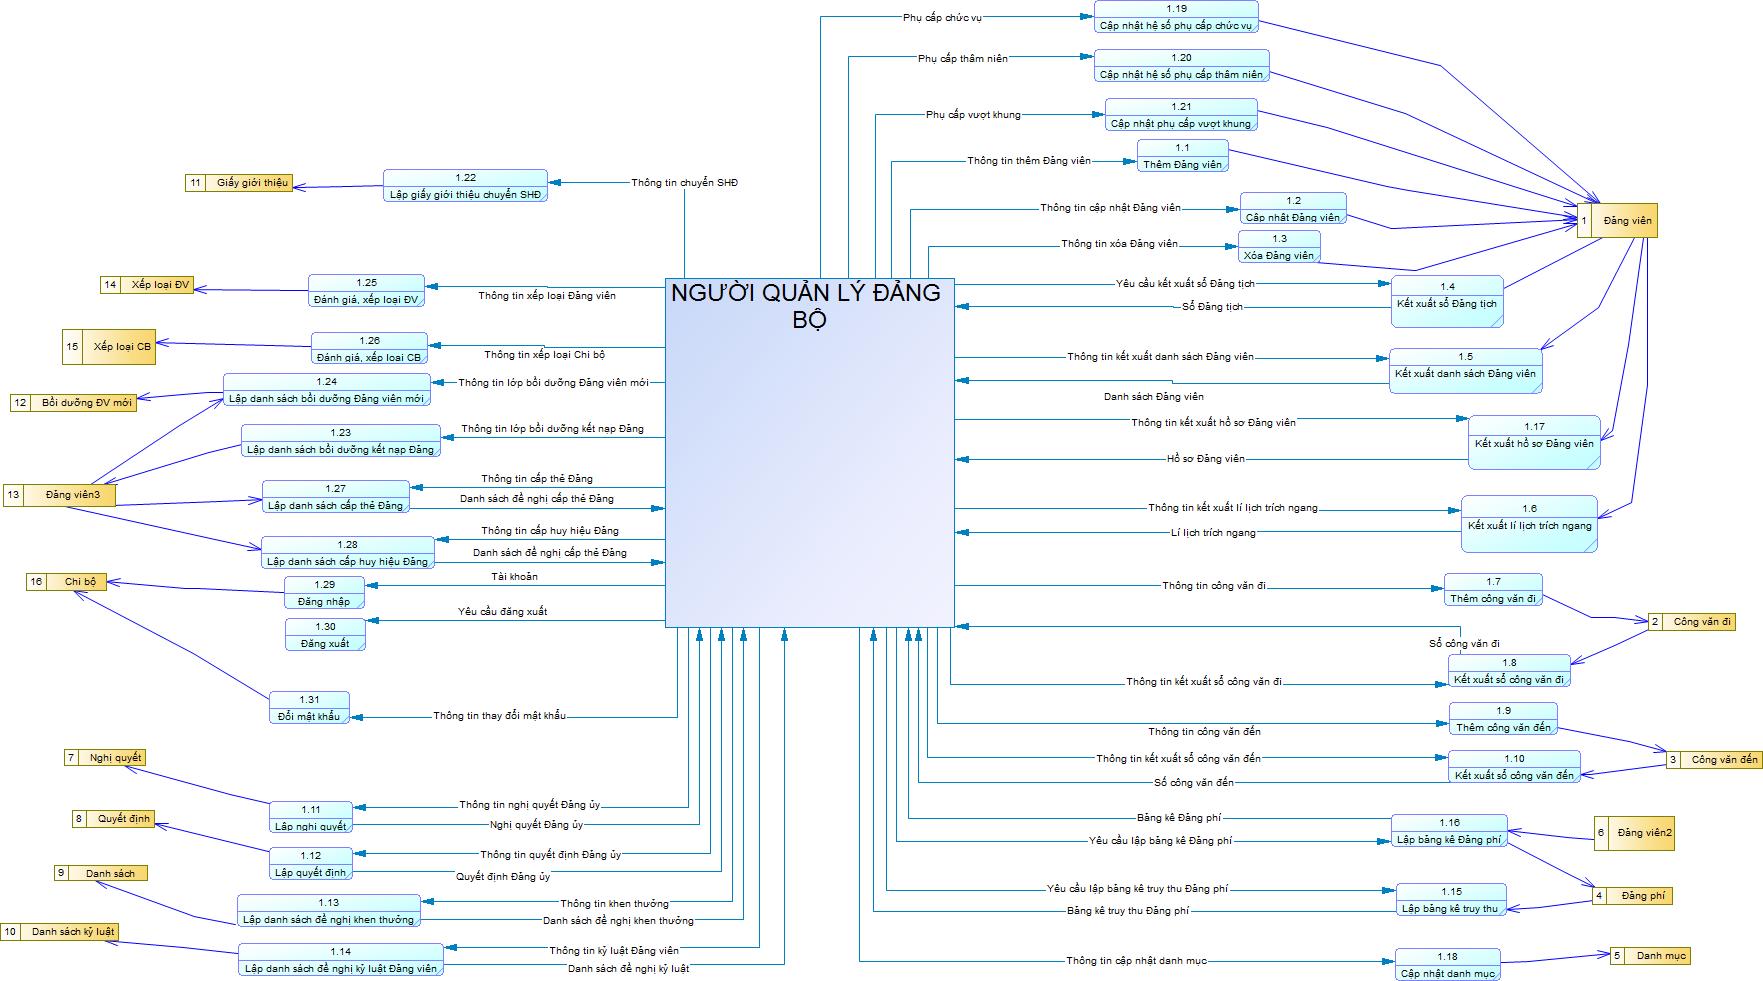 Phụ cấp chức vụ
1.19
Cập nhật hệ số phụ cấp chức vụ
Phụ cấp thâm niên
1.20
Cập nhật hệ số phụ cấp thâm niên
Phụ cấp vượt khung
1.21
Cập nhật phụ cấp vượt khung
Thông tin thêm Đảng viên
1.1
Thêm Đảng viên
11 Giấy giới thiệu
1.22
Lập giấy giới thiệu chuyển SHĐ
Thông tin chuyển SHĐ
Thông tin cập nhật Đảng viên
1.2
Cập nhật Đảng viên
1 Đảng viên
Thông tin xóa Đảng viên
1.3
Xóa Đảng viên
14 Xếp loại ĐV
1.25
Đánh giá, xếp loại ĐV
Thông tin xếp loại Đảng viên
NGƯỜI QUẢN LÝ ĐẢNG
BỘ
Yêu cầu kết xuất sổ Đảng tịch
Sổ Đảng tịch
1.4
Kết xuất sổ Đảng tịch
15 Xếp loại CB
1.26
Đánh giá, xếp loại CB
Thông tin xếp loại Chi bộ
Thông tin kết xuất danh sách Đảng viên
1.5
Kết xuất danh sách Đảng viên
Danh sách Đảng viên
12 Bồi dưỡng ĐV mới
1.24
Lập danh sách bồi dưỡng Đảng viên mới
Thông tin lớp bồi dưỡng Đảng viên mới
1.23
Lập danh sách bồi dưỡng kết nạp Đảng
Thông tin lớp bồi dưỡng kết nạp Đảng
Thông tin kết xuất hồ sơ Đảng viên
1.17
Kết xuất hồ sơ Đảng viên
Hồ sơ Đảng viên
13 Đảng viên3
1.27
Lập danh sách cấp thẻ Đảng
Thông tin cấp thẻ Đảng
Danh sách đề nghị cấp thẻ Đảng
Thông tin kết xuất lí lịch trích ngang
1.6
Kết xuất lí lịch trích ngang
Lí lịch trích ngang
1.28
Lập danh sách cấp huy hiệu Đảng
Thông tin cấp huy hiệu Đảng
Danh sách đề nghị cấp thẻ Đảng
16 Chi bộ
1.29
Đăng nhập
Tài khoản
Thông tin công văn đi
1.7
Thêm công văn đi
1.30
Đăng xuất
Yêu cầu đăng xuất
2 Công văn đi
Sổ công văn đi
1.8
Kết xuất sổ công văn đi
Thông tin kết xuất sổ công văn đi
1.31
Đổi mật khẩu
Thông tin thay đổi mật khẩu
1.9
Thêm công văn đến
Thông tin công văn đến
7 Nghị quyết
Thông tin kết xuất sổ công văn đến
1.10
Kết xuất sổ công văn đến
3 Công văn đến
Số công văn đến
1.11
Lập nghị quyết
Thông tin nghị quyết Đảng ủy
Nghị quyết Đảng ủy
8 Quyết định
Bảng kê Đảng phí
Yêu cầu lập bảng kê Đảng phí
1.16
Lập bảng kê Đảng phí
6 Đảng viên2
1.12
Lập quyết định
Thông tin quyết định Đảng ủy
Quyết định Đảng ủy
9 Danh sách
Yêu cầu lập bảng kê truy thu Đảng phí
Bảng kê truy thu Đảng phí
1.15
Lập bảng kê truy thu
4 Đảng phí
1.13
Lập danh sách đề nghị khen thưởng
Thông tin khen thưởng
Danh sách đề nghị khen thưởng
10 Danh sách kỷ luật
1.14
Lập danh sách đề nghị kỷ luật Đảng viên
Thông tin kỷ luật Đảng viên
Danh sách đề nghị kỷ luật
Thông tin cập nhật danh mục
1.18
Cập nhật danh mục
5 Danh mục